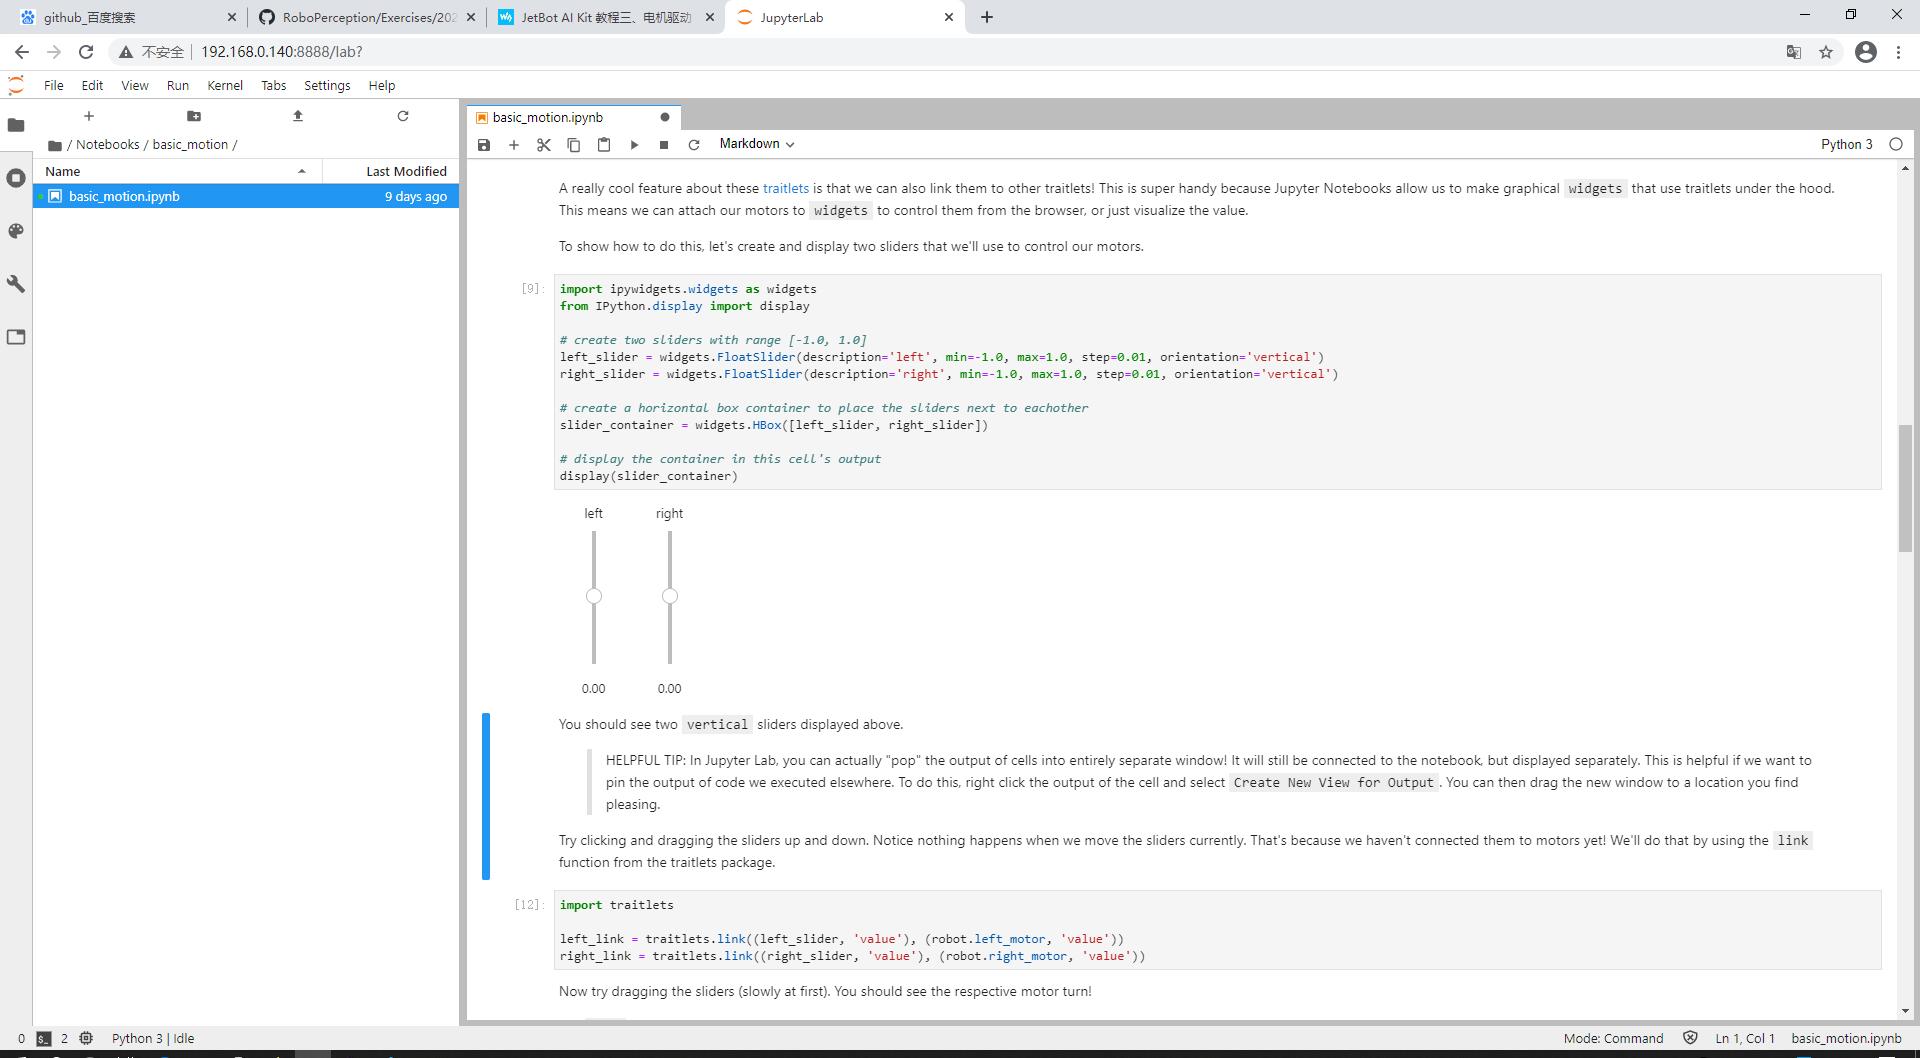 github_百度搜索
RoboPerception/Exercises/202
JetBot AI Kit 教程三、电机驱动
JupyterLab
不安全
192.168.0.140:8888/lab?
File Edit View Run Kernel Tabs Settings Help
/ Notebooks / basic_motion /
Name Last Modified
basic_motion.ipynb 9 days ago
basic_motion.ipynb
Markdown
Python 3
A really cool feature about these traitlets is that we can also link them to other traitlets! This is super handy because Jupyter Notebooks allow us to make graphical widgets that use traitlets under the hood.
This means we can attach our motors to widgets to control them from the browser, or just visualize the value.
To show how to do this, let's create and display two sliders that we'll use to control our motors.
[9]:
import ipywidgets.widgets as widgets
from IPython.display import display
# create two sliders with range [-1.0, 1.0]
left_slider = widgets.FloatSlider(description='left', min=-1.0, max=1.0, step=0.01, orientation='vertical')
right_slider = widgets.FloatSlider(description='right', min=-1.0, max=1.0, step=0.01, orientation='vertical')
# create a horizontal box container to place the sliders next to eachother
slider_container = widgets.HBox([left_slider, right_slider])
# display the container in this cell's output
display(slider_container)
left right
0.00 0.00
You should see two vertical sliders displayed above.
HELPFUL TIP: In Jupyter Lab, you can actually "pop" the output of cells into entirely separate window! It will still be connected to the notebook, but displayed separately. This is helpful if we want to
pin the output of code we executed elsewhere. To do this, right click the output of the cell and select Create New View for Output . You can then drag the new window to a location you find
pleasing.
Try clicking and dragging the sliders up and down. Notice nothing happens when we move the sliders currently. That's because we haven't connected them to motors yet! We'll do that by using the link
function from the traitlets package.
[12]:
import traitlets
left_link = traitlets.link((left_slider, 'value'), (robot.left_motor, 'value'))
right_link = traitlets.link((right_slider, 'value'), (robot.right_motor, 'value'))
Now try dragging the sliders (slowly at first). You should see the respective motor turn!
0 2 Python 3 | Idle
Mode: Command Ln 1, Col 1 basic_motion.ipynb